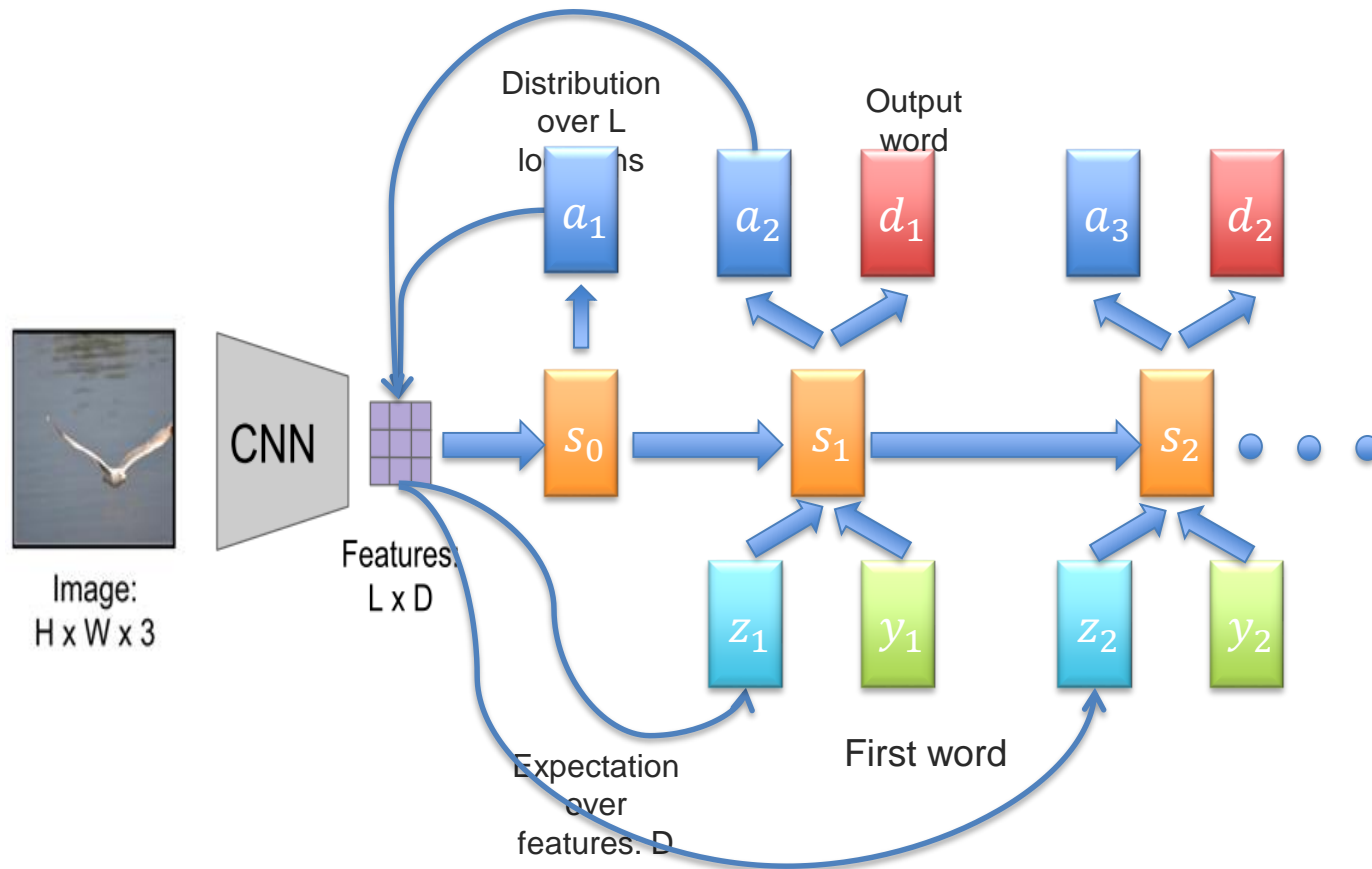 Distribution
over L
locations
Output
word
a₁
a₂
d₁
a₃
d₂
CNN
s₀
s₁
s₂
Features:
L x D
Image:
H x W x 3
z₁
y₁
z₂
y₂
First word
Expectation
over
features: D